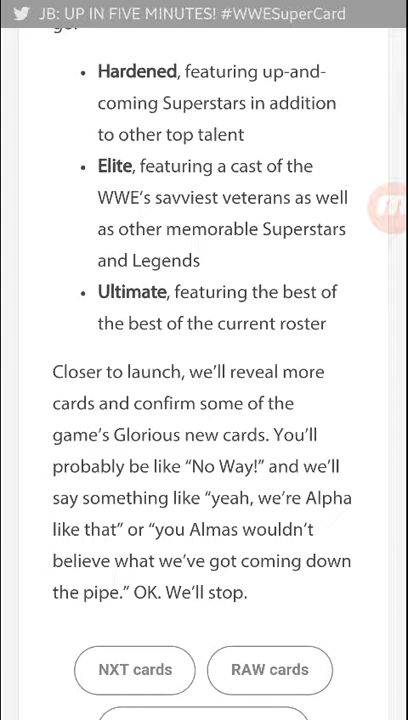 JB: UP IN FIVE MINUTES! #WWESuperCard
go:
• Hardened, featuring up-and-
coming Superstars in addition
to other top talent
• Elite, featuring a cast of the
WWE’s savviest veterans as well
as other memorable Superstars
and Legends
• Ultimate, featuring the best of
the best of the current roster
Closer to launch, we’ll reveal more
cards and confirm some of the
game’s Glorious new cards. You’ll
probably be like “No Way!” and we’ll
say something like “yeah, we’re Alpha
like that” or “you Almas wouldn’t
believe what we’ve got coming down
the pipe.” OK. We’ll stop.
NXT cards RAW cards